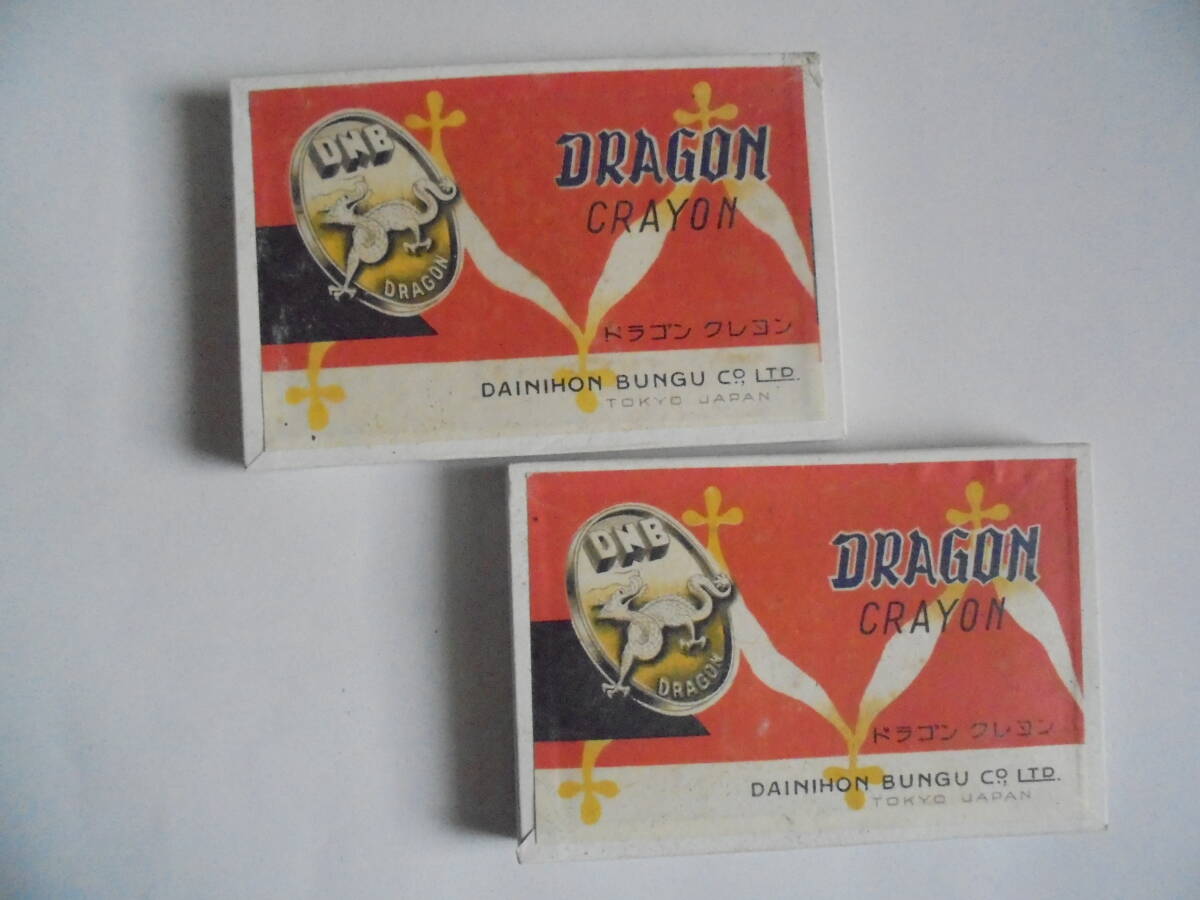 DNB
DRAGON
DRAGON
CRAYON
ドラゴン クレヨン
DAINIHON BUNGU CO., LTD.
TOKYO JAPAN
DNB
DRAGON
DRAGON
CRAYON
ドラゴン クレヨン
DAINIHON BUNGU CO., LTD.
TOKYO JAPAN